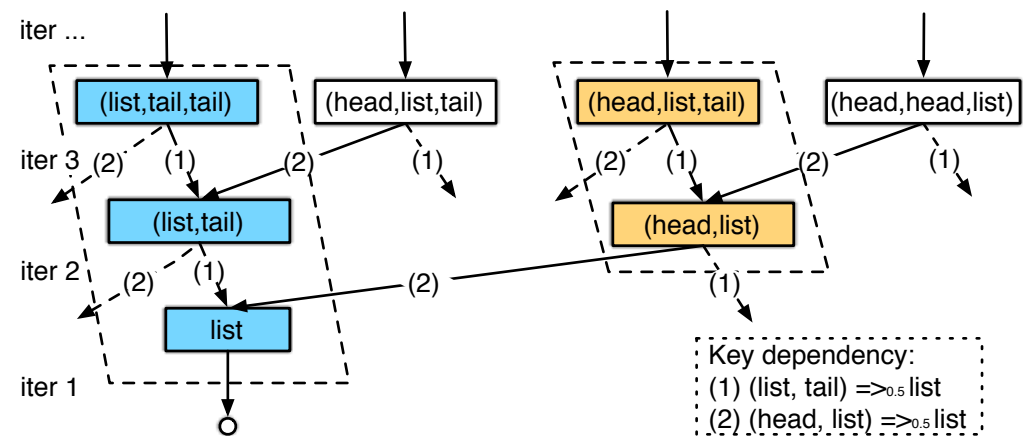 iter ...
(list,tail,tail)
(head,list,tail)
(head,list,tail)
(head,head,list)
iter 3
(2)
(1)
(2)
(1)
(2)
(1)
(2)
(1)
(list,tail)
(head,list)
iter 2
(2)
(1)
(2)
(1)
list
iter 1
Key dependency:
(1) (list, tail) =>0.5 list
(2) (head, list) =>0.5 list